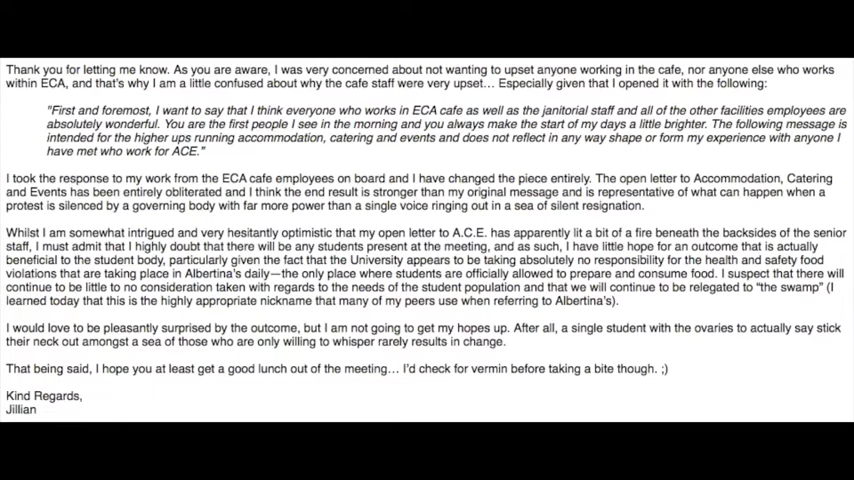 Thank you for letting me know. As you are aware, I was very concerned about not wanting to upset anyone working in the cafe, nor anyone else who works
within ECA, and that's why I am a little confused about why the cafe staff were very upset… Especially given that I opened it with the following:
"First and foremost, I want to say that I think everyone who works in ECA cafe as well as the janitorial staff and all of the other facilities employees are
absolutely wonderful. You are the first people I see in the morning and you always make the start of my days a little brighter. The following message is
intended for the higher ups running accommodation, catering and events and does not reflect in any way shape or form my experience with anyone I
have met who work for ACE."
I took the response to my work from the ECA cafe employees on board and I have changed the piece entirely. The open letter to Accommodation, Catering
and Events has been entirely obliterated and I think the end result is stronger than my original message and is representative of what can happen when a
protest is silenced by a governing body with far more power than a single voice ringing out in a sea of silent resignation.
Whilst I am somewhat intrigued and very hesitantly optimistic that my open letter to A.C.E. has apparently lit a bit of a fire beneath the backsides of the senior
staff, I must admit that I highly doubt that there will be any students present at the meeting, and as such, I have little hope for an outcome that is actually
beneficial to the student body, particularly given the fact that the University appears to be taking absolutely no responsibility for the health and safety food
violations that are taking place in Albertina's daily—the only place where students are officially allowed to prepare and consume food. I suspect that there will
continue to be little to no consideration taken with regards to the needs of the student population and that we will continue to be relegated to "the swamp" (I
learned today that this is the highly appropriate nickname that many of my peers use when referring to Albertina's).
I would love to be pleasantly surprised by the outcome, but I am not going to get my hopes up. After all, a single student with the ovaries to actually say stick
their neck out amongst a sea of those who are only willing to whisper rarely results in change.
That being said, I hope you at least get a good lunch out of the meeting… I'd check for vermin before taking a bite though. ;)
Kind Regards,
Jillian